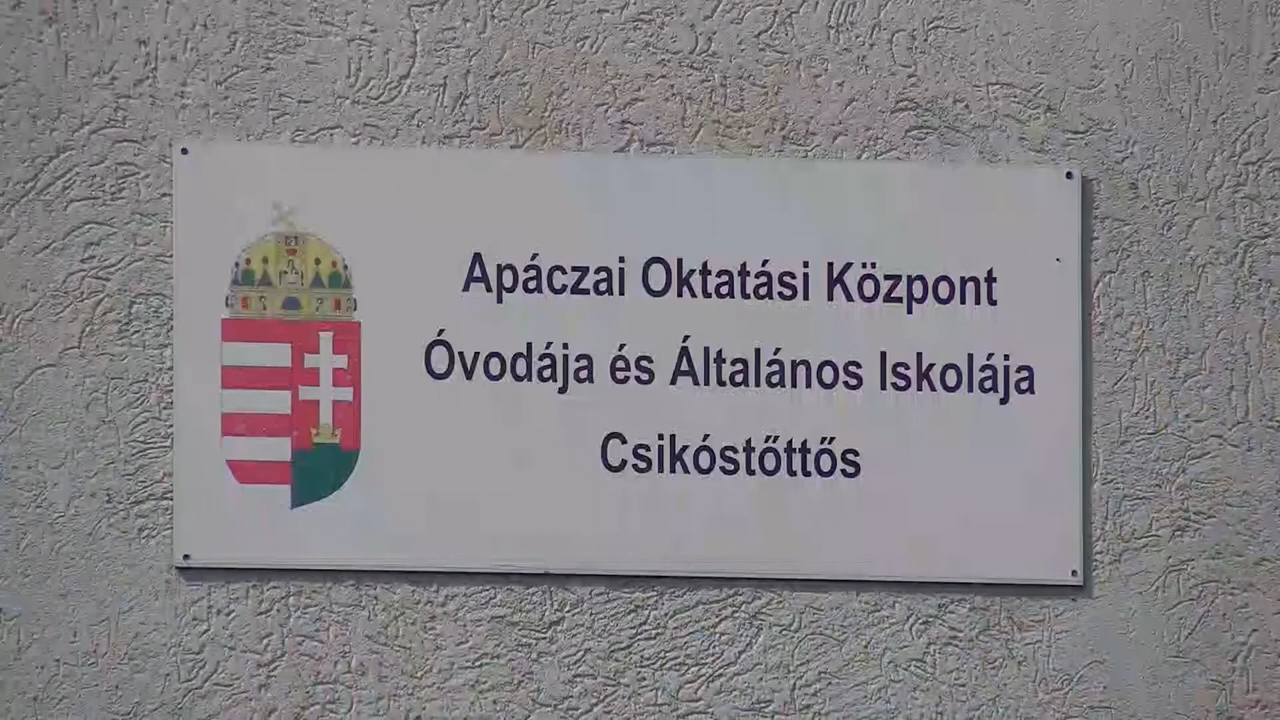 Apáczai Oktatási Központ
Óvodája és Általános Iskolája
Csikóstőttős